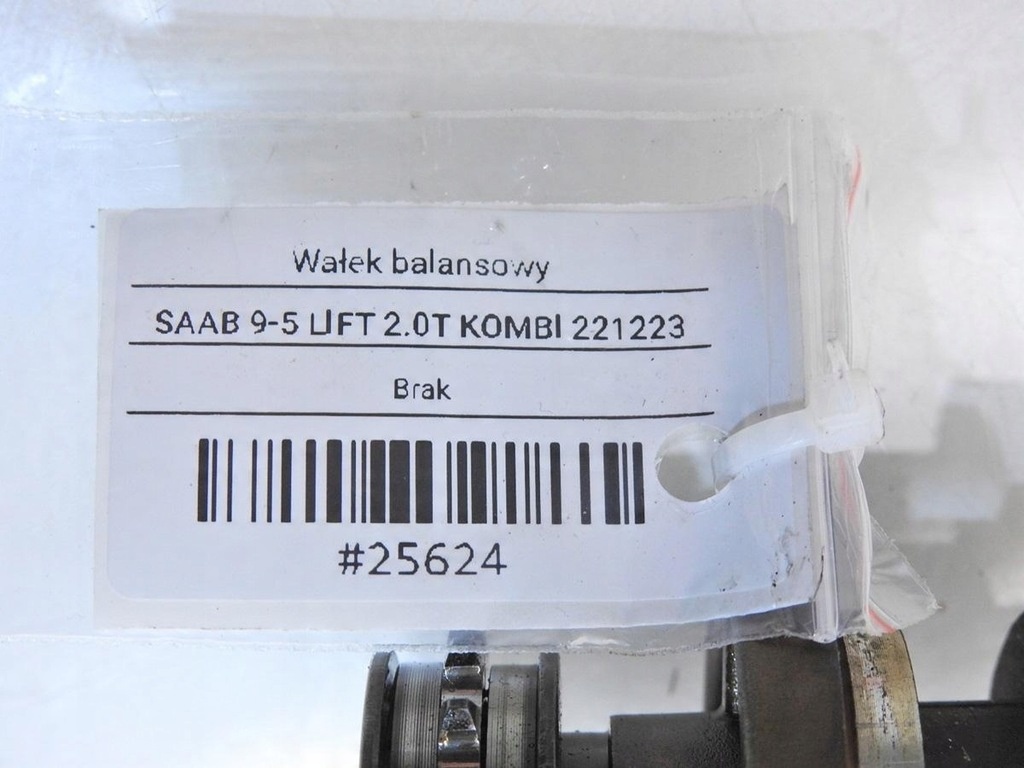 Wałek balansowy
SAAB 9-5 LIFT 2.0T KOMBI 221223
Brak
#25624